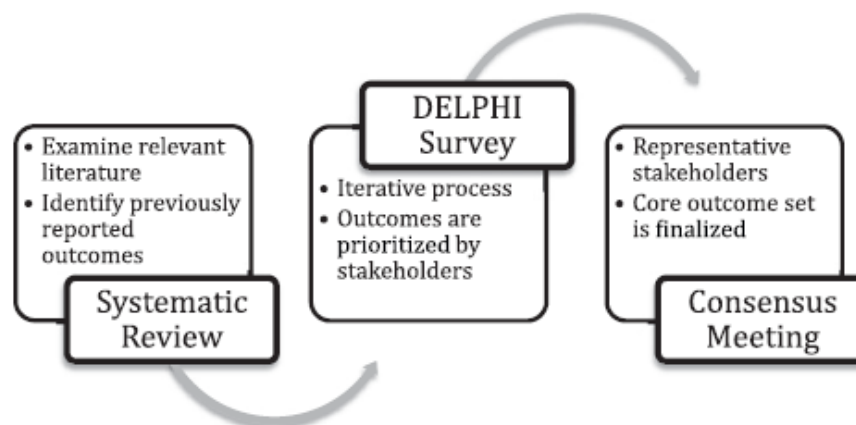 • Examine relevant
literature
• Identify previously
reported
outcomes
Systematic
Review
DELPHI
Survey
• Iterative process
• Outcomes are
prioritized by
stakeholders
• Representative
stakeholders
• Core outcome set
is finalized
Consensus
Meeting